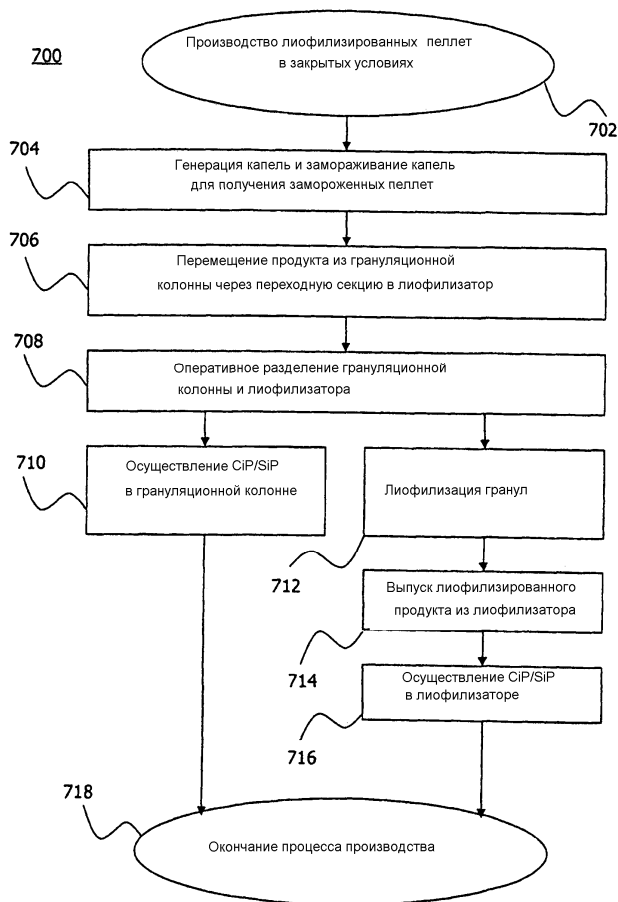 700
Производство лиофилизированных пеллет
в закрытых условиях
702
704
Генерация капель и замораживание капель
для получения замороженных пеллет
706
Перемещение продукта из грануляционной
колонны через переходную секцию в лиофилизатор
708
Оперативное разделение грануляционной
колонны и лиофилизатора
710
Осуществление CiP/SiP
в грануляционной колонне
Лиофилизация гранул
712
Выпуск лиофилизированного
продукта из лиофилизатора
714
Осуществление CiP/SiP
в лиофилизаторе
716
718
Окончание процесса производства